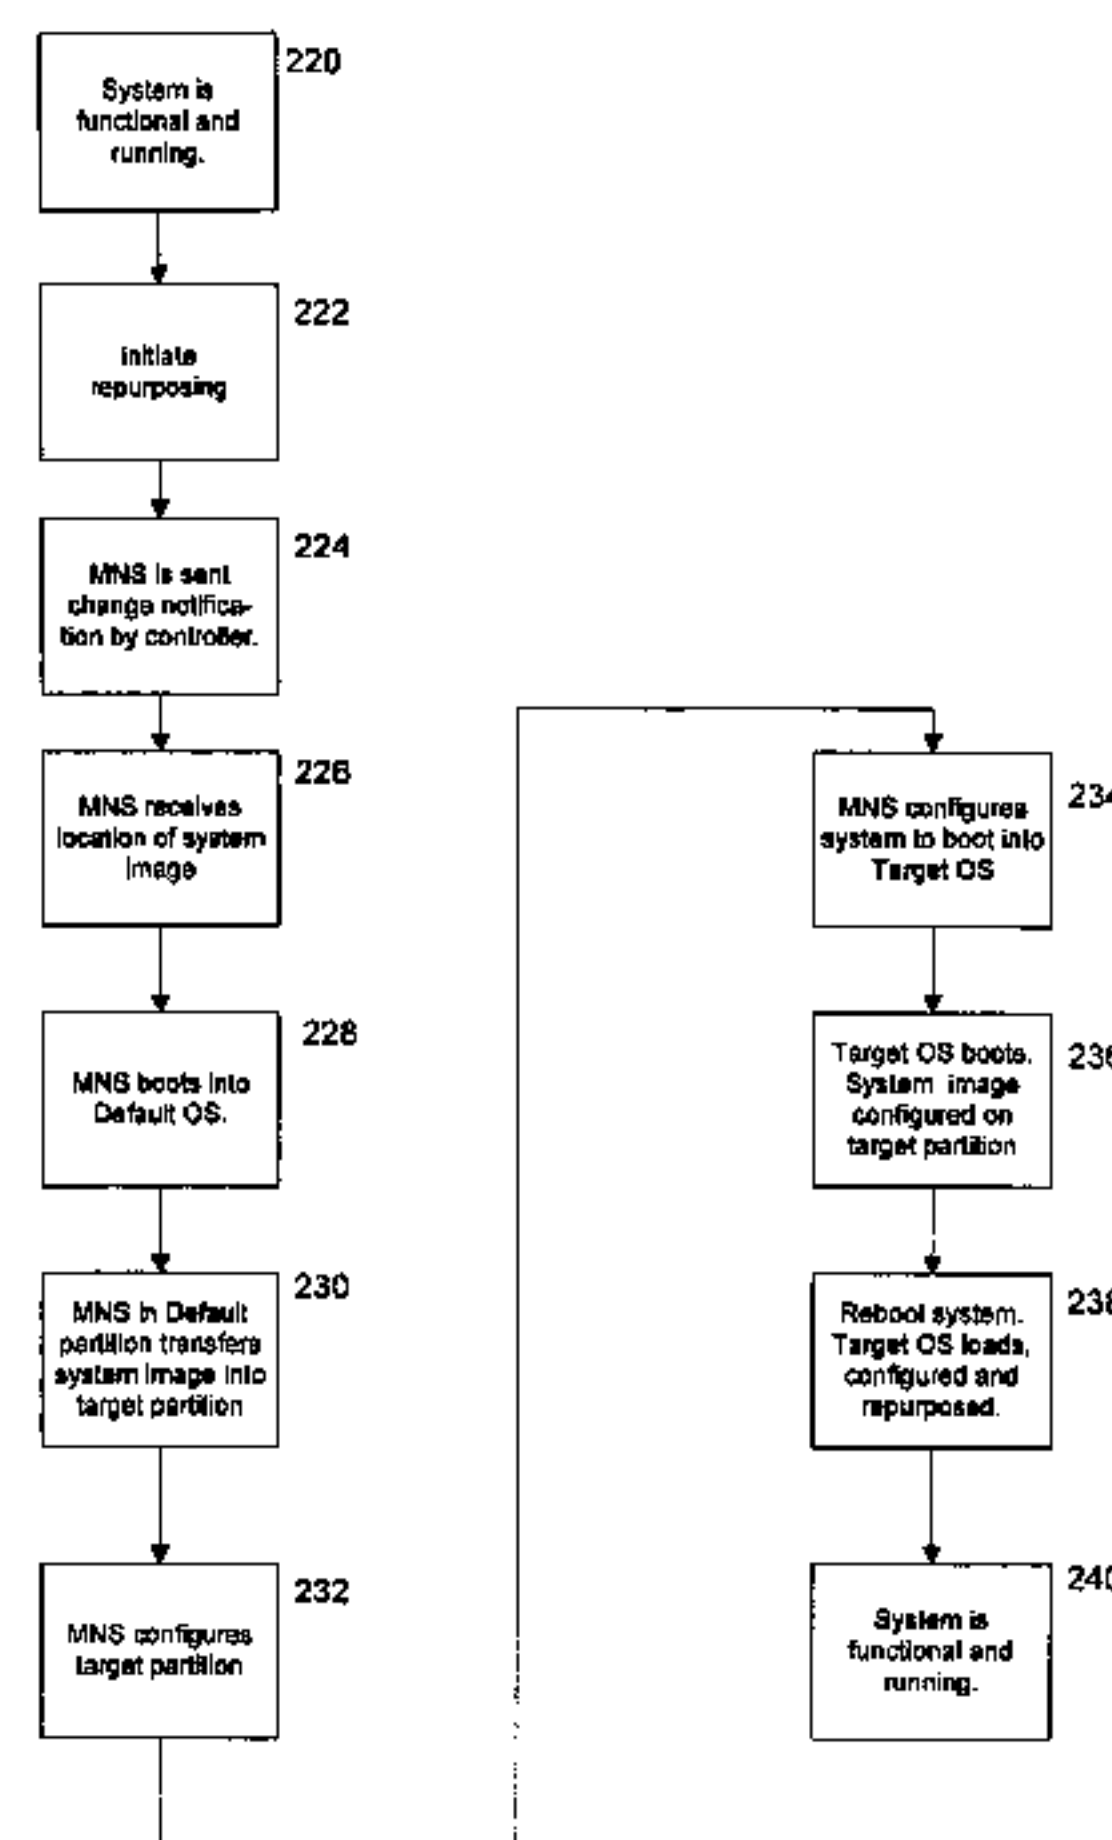 220
System is
functional and
running.
222
Initiate
repurposing
224
MNS is sent
change notifica-
tion by controller.
226
MNS receives
location of system
image
228
MNS boots into
Default OS.
230
MNS in Default
partition transfers
system image into
target partition
232
MNS configures
target partition
234
MNS configures
system to boot into
Target OS
236
Target OS boots.
System image
configured on
target partition
238
Reboot system.
Target OS loads,
configured and
repurposed.
240
System is
functional and
running.